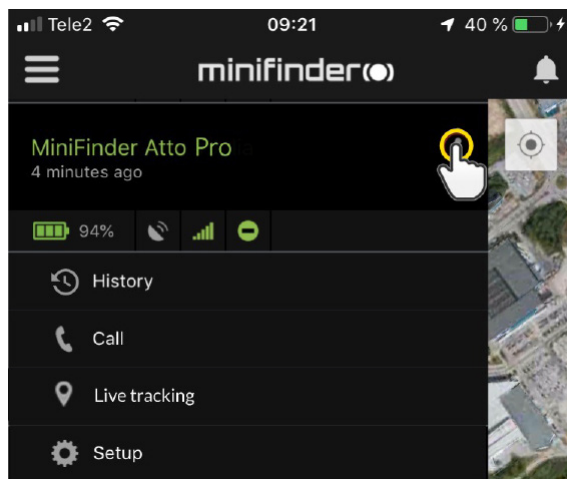 Tele2 09:21 40 %
minifinder
MiniFinder Atto Pro
4 minutes ago
94%
History
Call
Live tracking
Setup